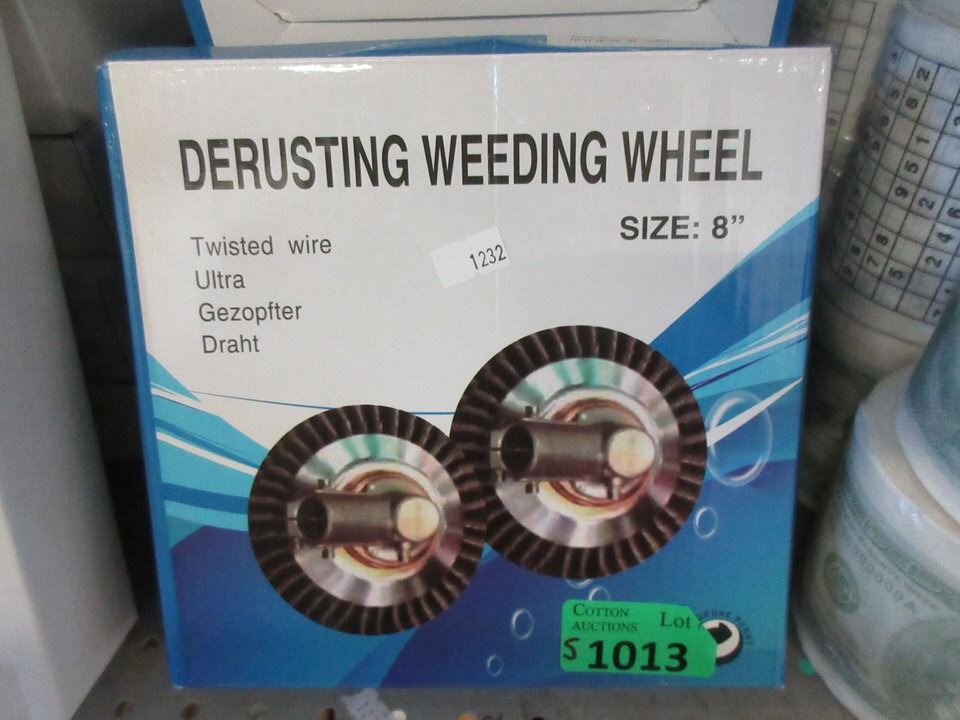 DERUSTING WEEDING WHEEL
SIZE: 8”
Twisted wire
Ultra
Gezopfter
Draht
1232
COTTON AUCTIONS Lot
S 1013